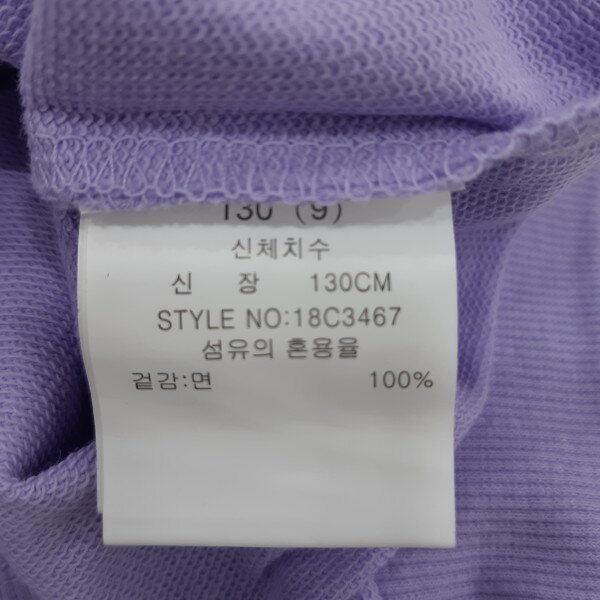 130 (9)
신체치수
신 장 130CM
STYLE NO:18C3467
섬유의 혼용율
겉감:면 100%